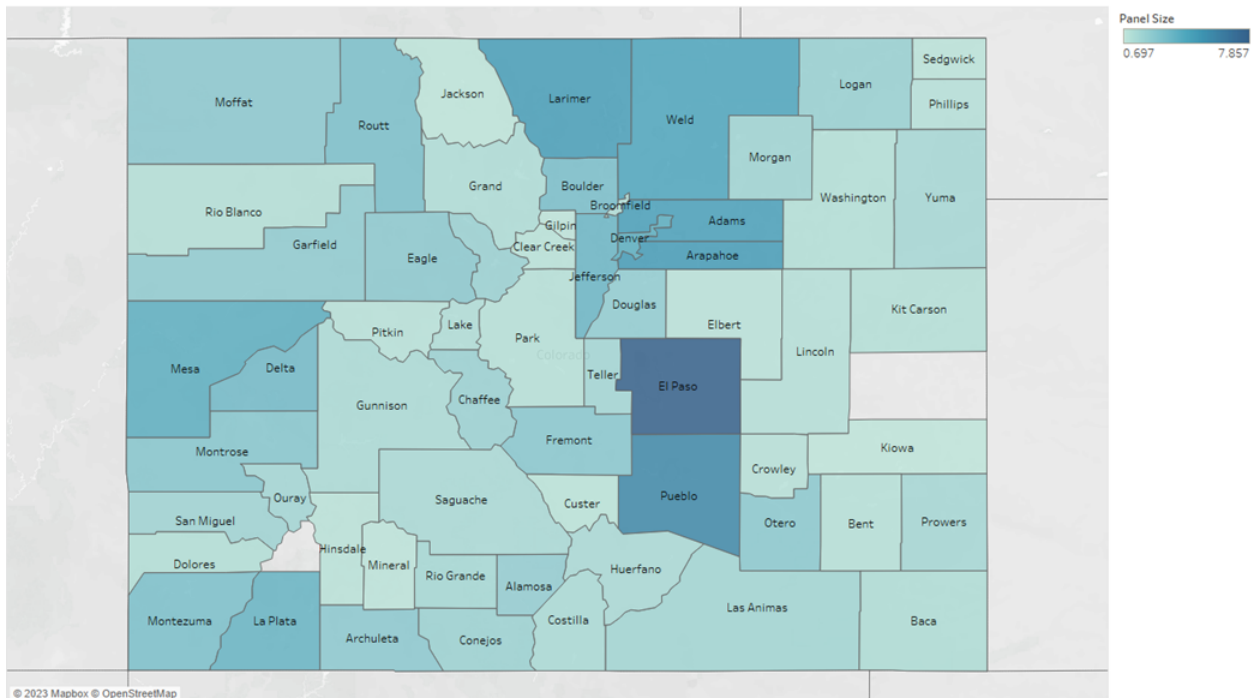 Panel Size
0.697 7.857
Sedgwick
Logan
Jackson
Larimer
Moffat
Phillips
Weld
Routt
Morgan
Grand
Boulder
Washington
Yuma
Broomfield
Rio Blanco
Adams
Gilpin
Denver
Garfield
Clear Creek
Eagle
Arapahoe
Jefferson
Douglas
Kit Carson
Elbert
Lake
Pitkin
Park
Lincoln
Colorado
Mesa
Delta
Teller
El Paso
Chaffee
Gunnison
Fremont
Kiowa
Montrose
Crowley
Ouray
Saguache
Pueblo
Custer
San Miguel
Otero
Bent
Prowers
Hinsdale
Dolores
Mineral
Huerfano
Rio Grande
Alamosa
Las Animas
Montezuma
La Plata
Costilla
Baca
Archuleta
Conejos
© 2023 Mapbox © OpenStreetMap